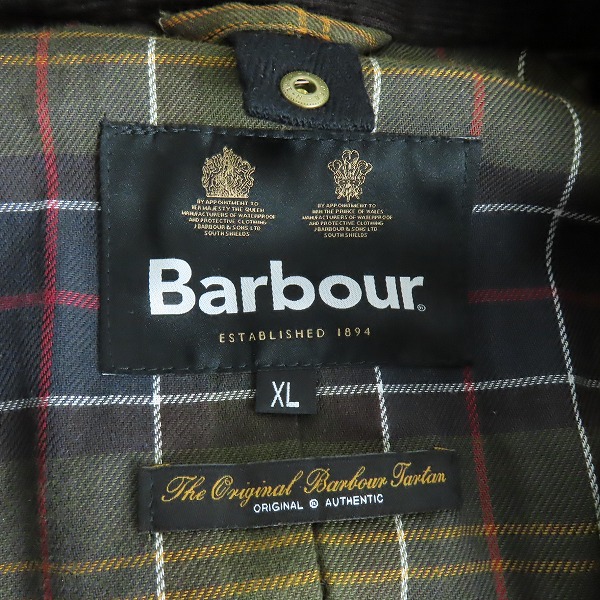 BY APPOINTMENT TO
HER MAJESTY THE QUEEN
MANUFACTURERS OF WATERPROOF
AND PROTECTIVE CLOTHING
J BARBOUR & SONS LTD
SOUTH SHIELDS
BY APPOINTMENT TO
HRH THE PRINCE OF WALES
MANUFACTURERS OF WATERPROOF
AND PROTECTIVE CLOTHING
J BARBOUR & SONS LTD
SOUTH SHIELDS
Barbour®
ESTABLISHED 1894
XL
The Original Barbour Tartan
ORIGINAL ® AUTHENTIC